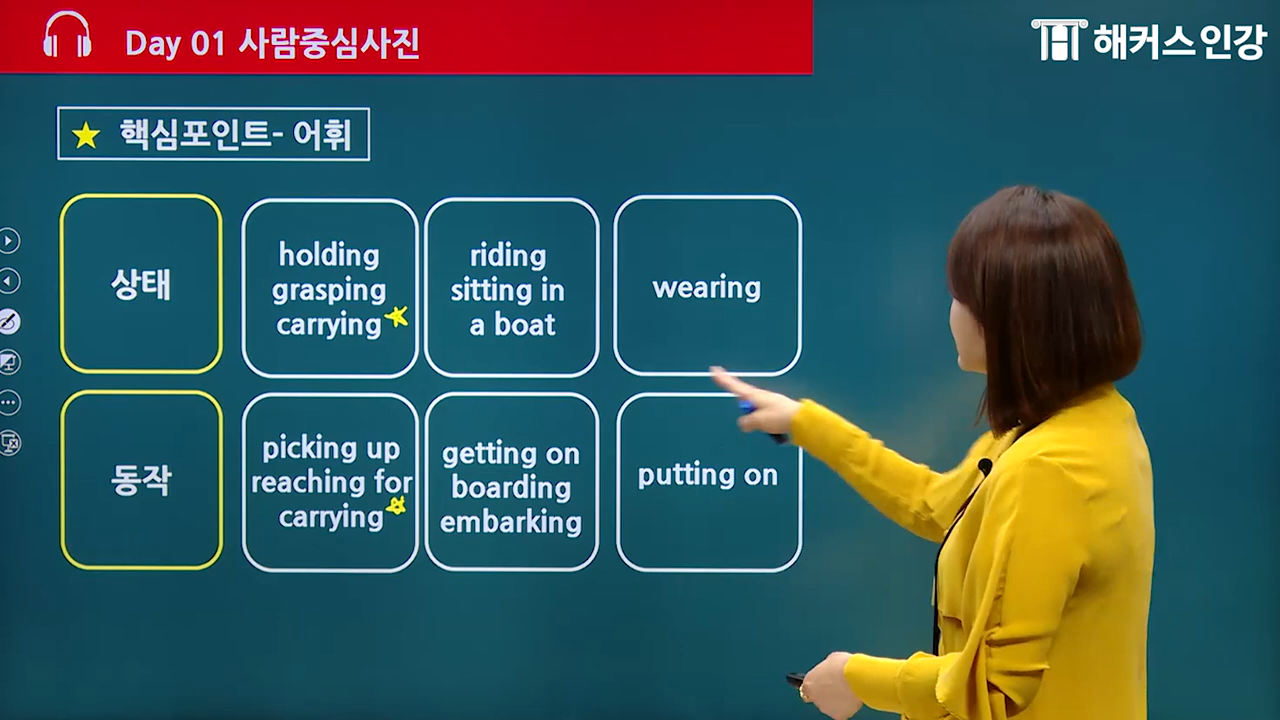 Day 01 사람중심사진
해커스인강
핵심포인트- 어휘
상태
holding
grasping
carrying
riding
sitting in
a boat
wearing
동작
picking up
reaching for
carrying
getting on
boarding
embarking
putting on